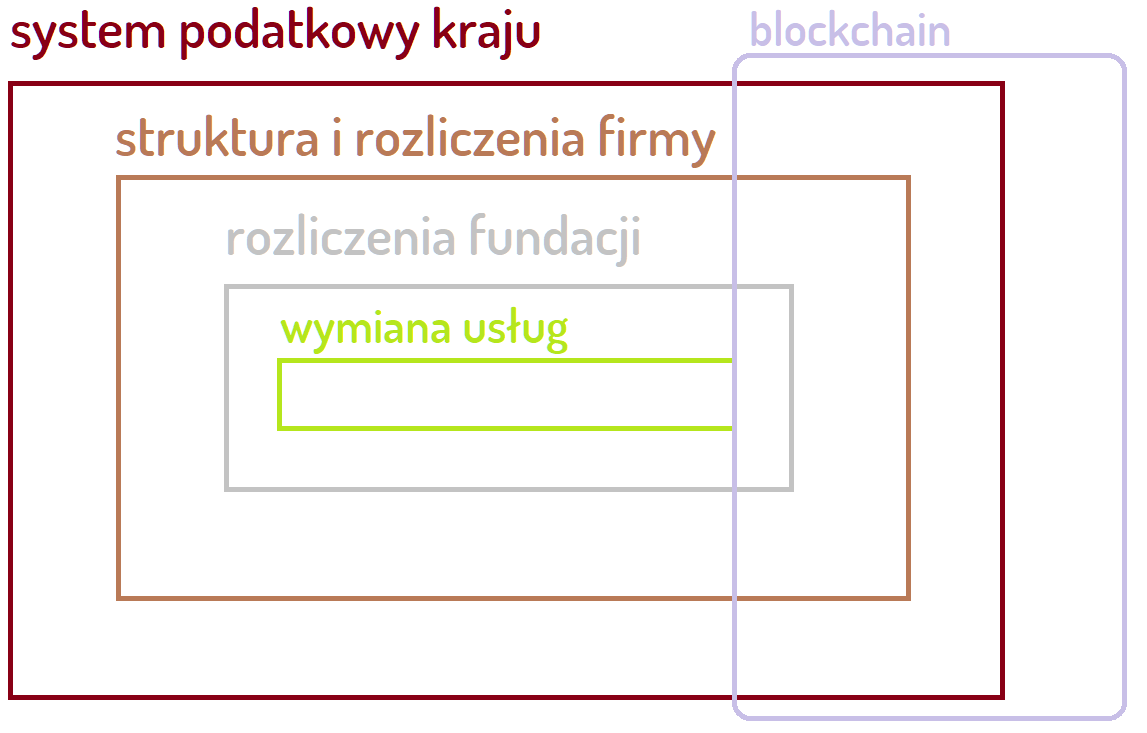 system podatkowy kraju
blockchain
struktura i rozliczenia firmy
rozliczenia fundacji
wymiana usług